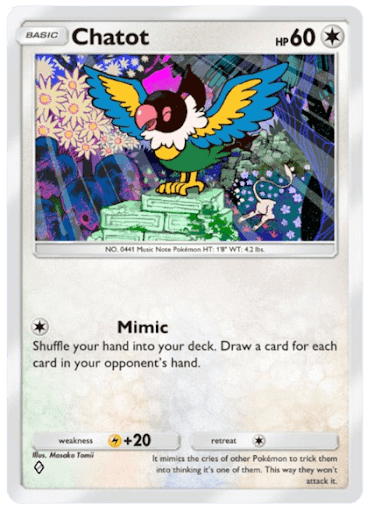 BASIC Chatot HP 60
NO. 0441 Music Note Pokémon HT: 1'8" WT: 4.2 lbs.
Mimic
Shuffle your hand into your deck. Draw a card for each
card in your opponent's hand.
weakness +20 retreat
Illus. Masako Tomii
It mimics the cries of other Pokémon to trick them
into thinking it's one of them. This way they won't
attack it.